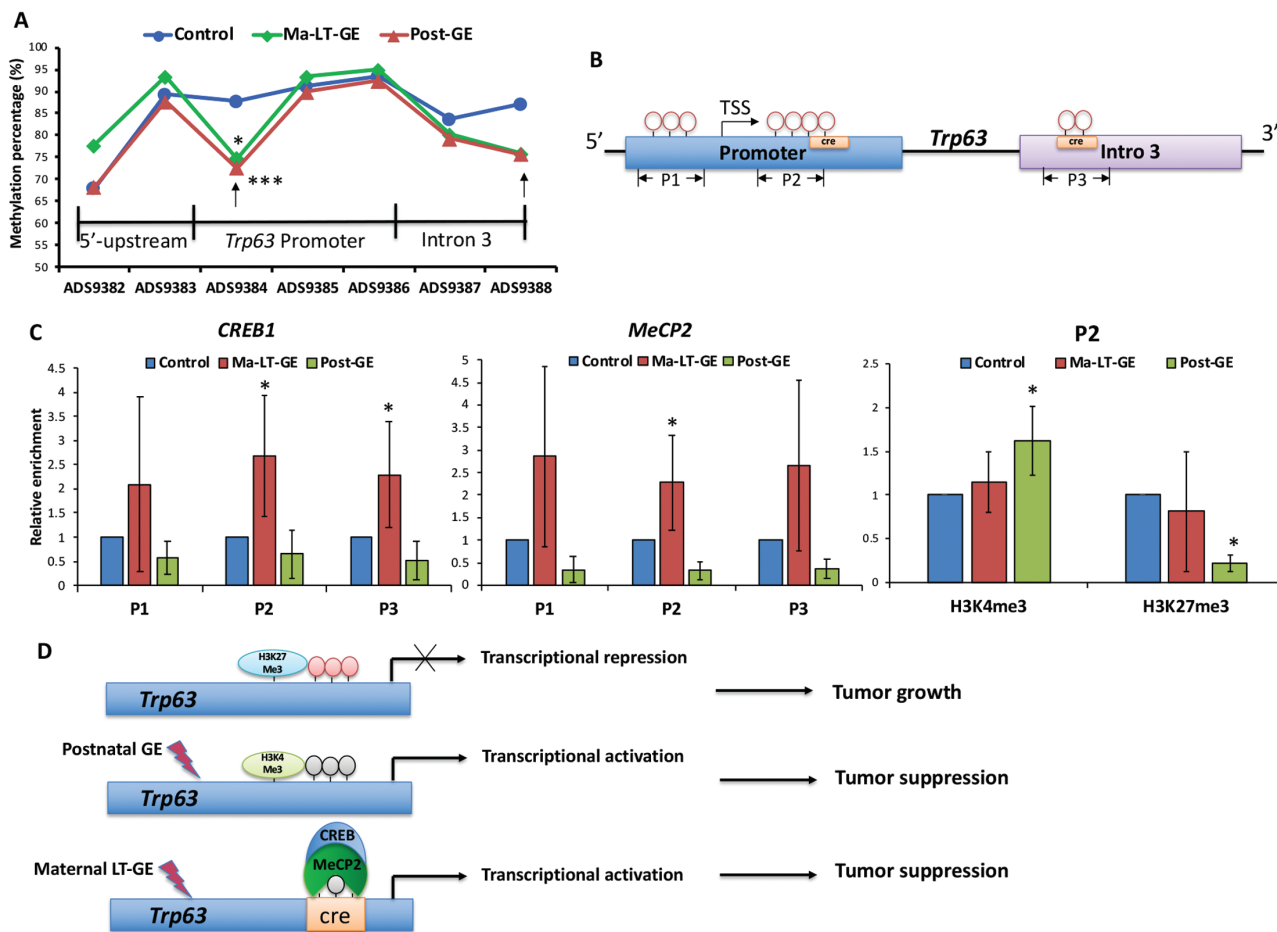 A
Control Ma-LT-GE Post-GE
Methylation percentage (%)
100
95
90
85
80
75
70
65
60
55
50
*
***
5’-upstream Trp63 Promoter Intron 3
ADS9382 ADS9383 ADS9384 ADS9385 ADS9386 ADS9387 ADS9388
B
TSS
5’ Trp63 3’
cre cre
Promoter Intro 3
P1 P2 P3
C
CREB1
Control Ma-LT-GE Post-GE
Relative enrichment
4.5
4
3.5
3
2.5
2
1.5
1
0.5
0
* *
P1 P2 P3
MeCP2
Control Ma-LT-GE Post-GE
5
4.5
4
3.5
3
2.5
2
1.5
1
0.5
0
*
P1 P2 P3
P2
Control Ma-LT-GE Post-GE
2.5
2
1.5
1
0.5
0
*
*
H3K4me3 H3K27me3
D
H3K27
Me3
Transcriptional repression
Trp63
Tumor growth
Postnatal GE
H3K4
Me3
Transcriptional activation
Trp63
Tumor suppression
CREB
MeCP2
Maternal LT-GE
Transcriptional activation
Tumor suppression
Trp63
cre